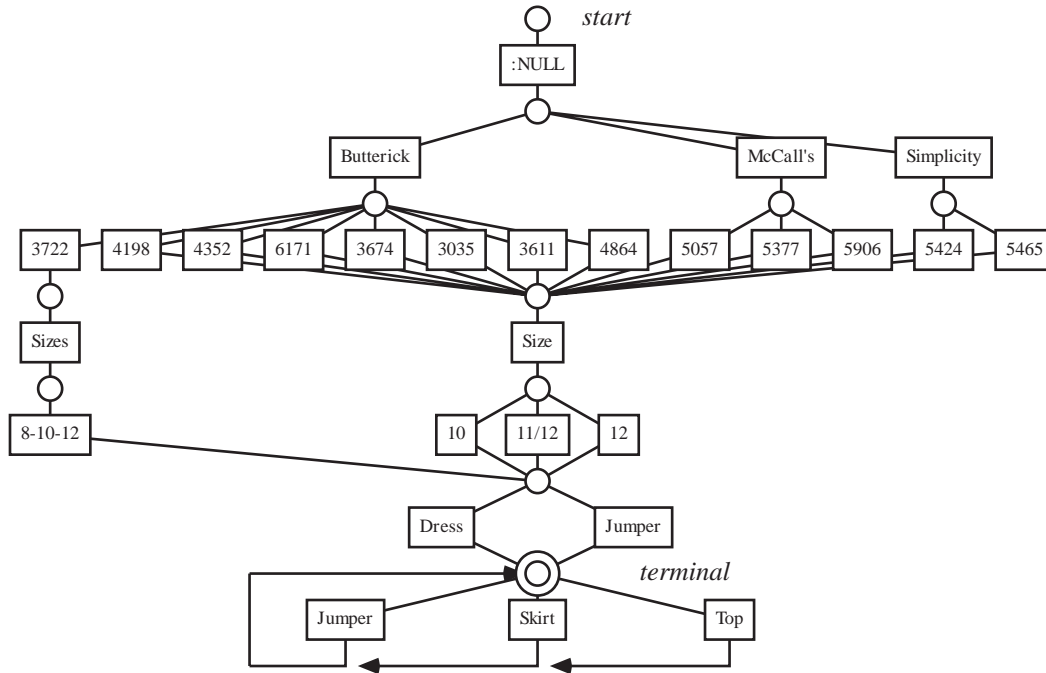 start
:NULL
Butterick McCall's Simplicity
3722 4198 4352 6171 3674 3035 3611 4864 5057 5377 5906 5424 5465
Sizes Size
8-10-12 10 11/12 12
Dress Jumper
terminal
Jumper Skirt Top